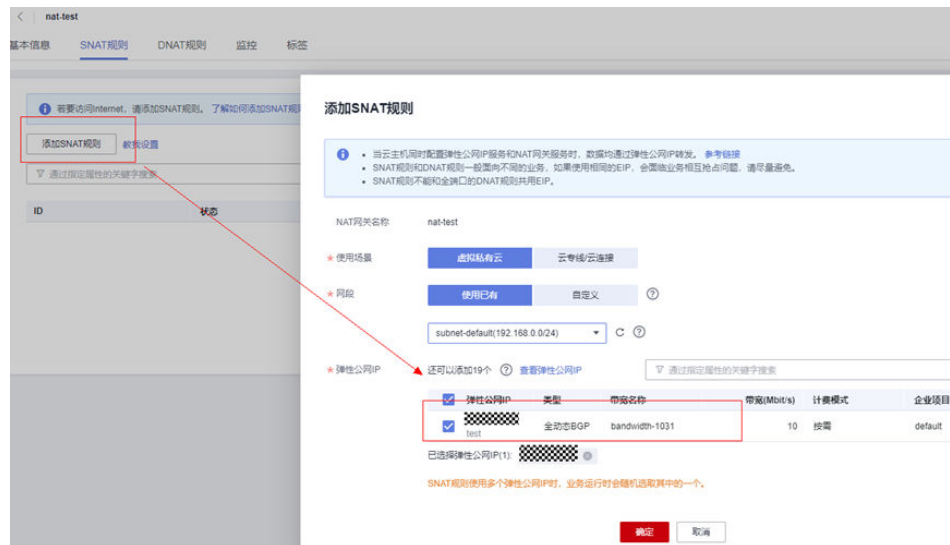 nat-test
基本信息 SNAT规则 DNAT规则 监控 标签
若要访问Internet，请添加SNAT规则。 了解如何添加SNAT规
添加SNAT规则 教我设置
通过指定属性的关键字搜索
ID 状态
添加SNAT规则
当云主机同时配置弹性公网IP服务和NAT网关服务时，数据均通过弹性公网IP转发。 参考链接
SNAT规则和DNAT规则一般面向不同的业务，如果使用相同的EIP，会面临业务相互抢占问题，请尽量避免。
SNAT规则不能和全端口的DNAT规则共用EIP。
NAT网关名称 nat-test
* 使用场景 虚拟私有云 云专线/云连接
* 网段 使用已有 自定义
subnet-default(192.168.0.0/24)
* 弹性公网IP 还可以添加19个 查看弹性公网IP 通过指定属性的关键字搜索
弹性公网IP 类型 带宽名称 带宽(Mbit/s) 计费模式 企业项目
test 全动态BGP bandwidth-1031 10 按需 default
已选择弹性公网IP(1):
SNAT规则使用多个弹性公网IP时，业务运行时会随机选取其中的一个。
确定 取消